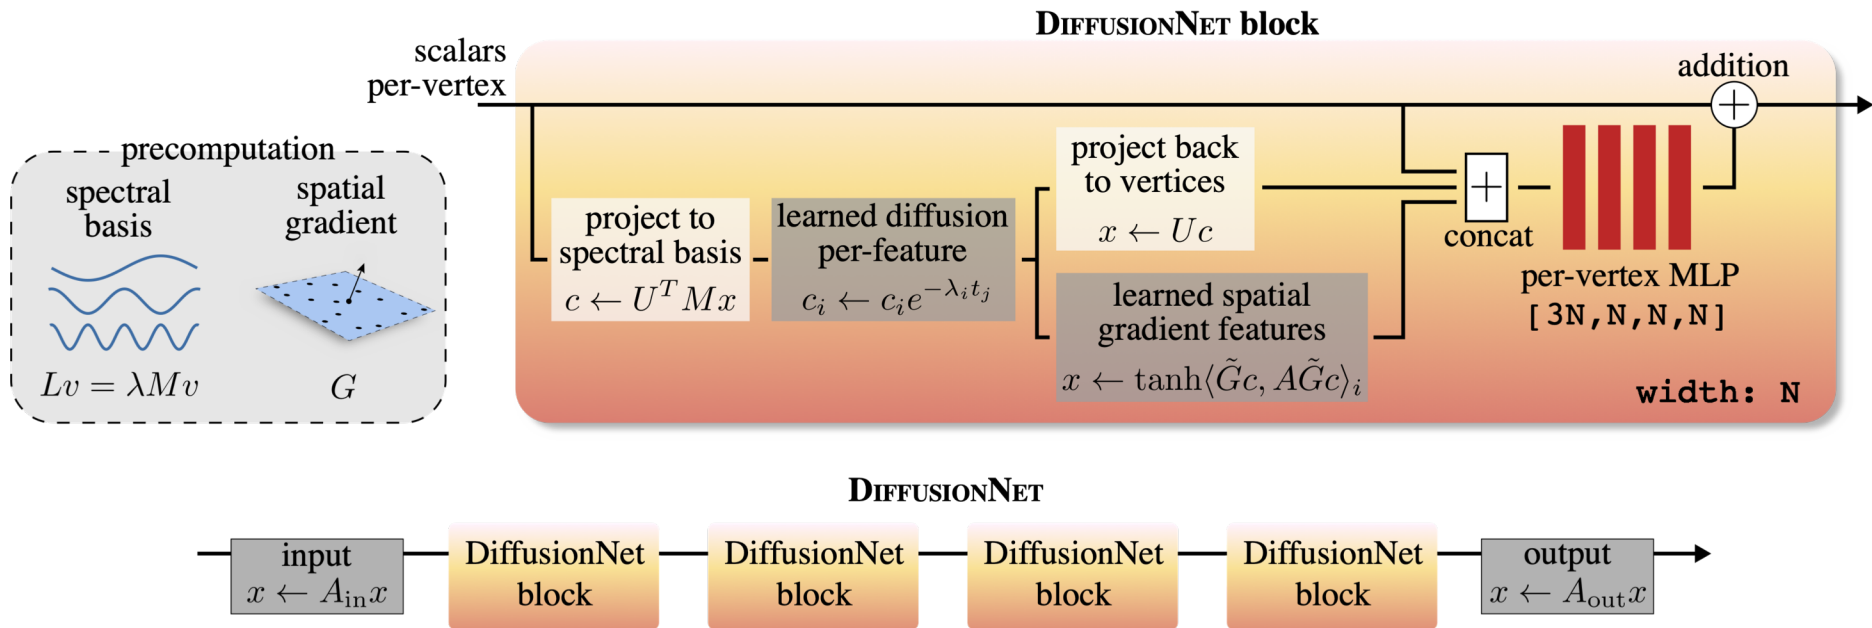 DIFFUSIONNET block
scalars
per-vertex
addition
precomputation
spectral
basis
spatial
gradient
Lv = λMv
G
project to
spectral basis
c ← U^T Mx
learned diffusion
per-feature
c_i ← c_i e^{-λ_i t_j}
project back
to vertices
x ← Uc
learned spatial
gradient features
x ← tanh⟨G̃c, AG̃c⟩_i
+
concat
+
per-vertex MLP
[3N,N,N,N]
width: N
DIFFUSIONNET
input
x ← A_in x
DiffusionNet
block
DiffusionNet
block
DiffusionNet
block
DiffusionNet
block
output
x ← A_out x